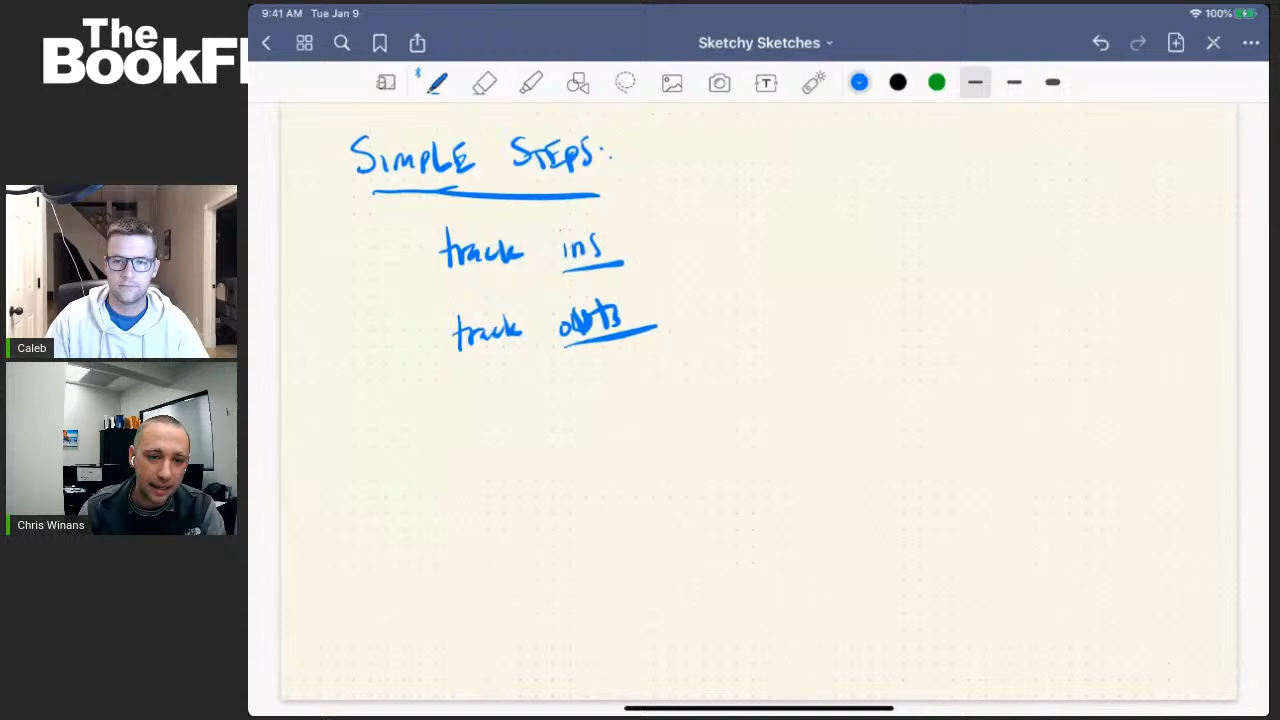 The
BookFl
9:41 AM Tue Jan 9
100%
Sketchy Sketches
T
SIMPLE STEPS:
track ins
track outs
Caleb
Chris Winans